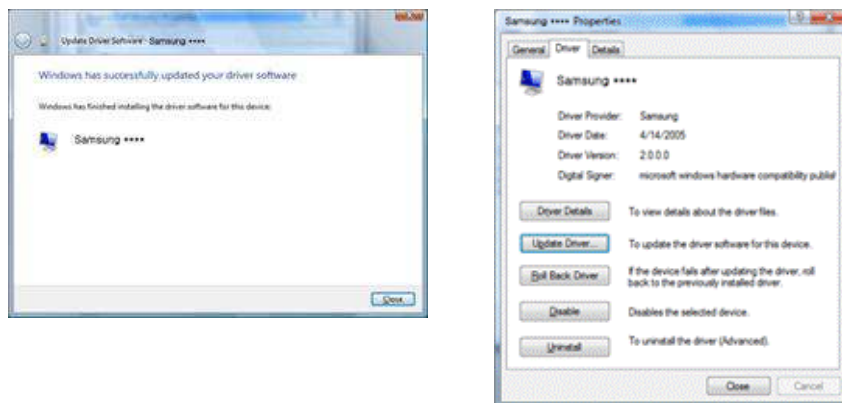 Update Driver Software - Samsung ****
Windows has successfully updated your driver software
Windows has finished installing the driver software for this device:
Samsung ****
Close
Samsung **** Properties
General Driver Details
Samsung ****
Driver Provider: Samsung
Driver Date: 4/14/2005
Driver Version: 2.0.0.0
Digital Signer: microsoft windows hardware compatibility publis
Driver Details To view details about the driver files.
Update Driver... To update the driver software for this device.
Roll Back Driver If the device fails after updating the driver, roll
back to the previously installed driver.
Disable Disables the selected device.
Uninstall To uninstall the driver (Advanced).
Close Cancel